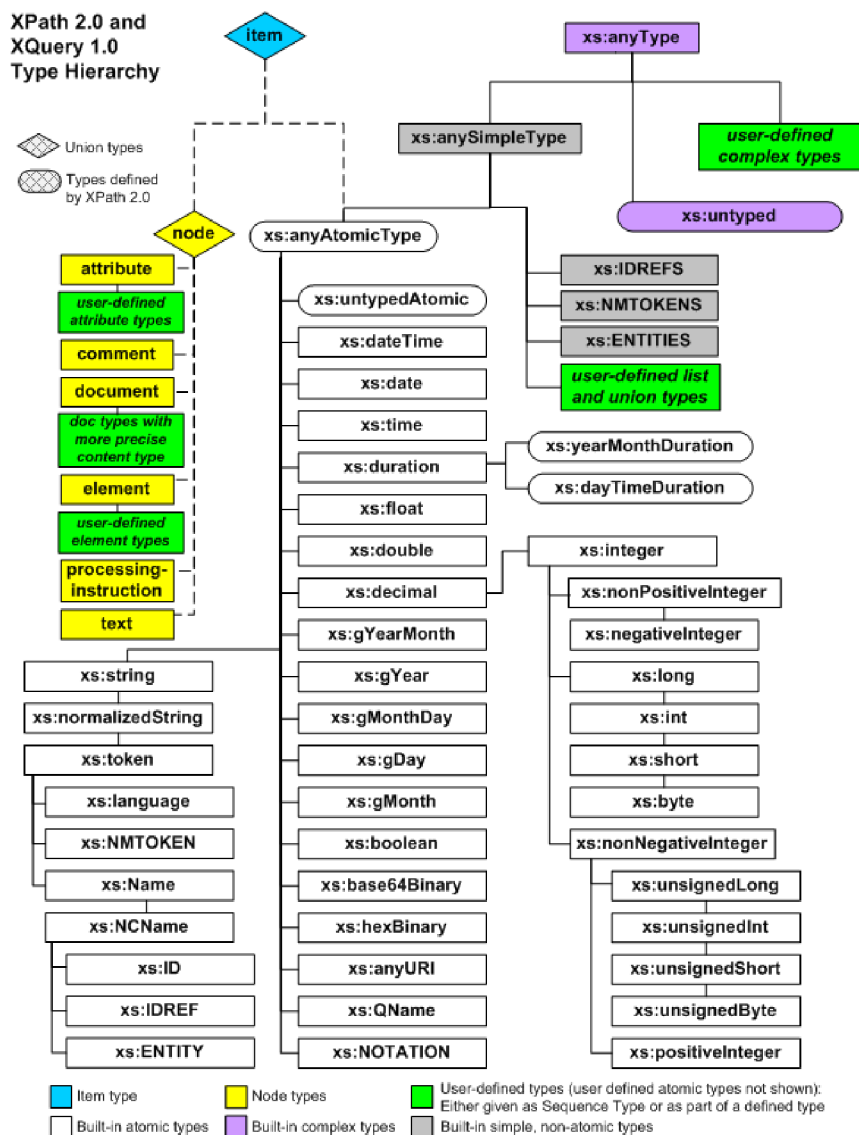 XPath 2.0 and
XQuery 1.0
Type Hierarchy
item
xs:anyType
Union types
Types defined
by XPath 2.0
xs:anySimpleType
user-defined
complex types
xs:untyped
node
xs:anyAtomicType
attribute
user-defined
attribute types
comment
document
doc types with
more precise
content type
element
user-defined
element types
processing-
instruction
text
xs:untypedAtomic
xs:dateTime
xs:date
xs:time
xs:duration
xs:float
xs:double
xs:decimal
xs:gYearMonth
xs:gYear
xs:gMonthDay
xs:gDay
xs:gMonth
xs:boolean
xs:base64Binary
xs:hexBinary
xs:anyURI
xs:QName
xs:NOTATION
xs:IDREFS
xs:NMTOKENS
xs:ENTITIES
user-defined list
and union types
xs:yearMonthDuration
xs:dayTimeDuration
xs:integer
xs:nonPositiveInteger
xs:negativeInteger
xs:long
xs:int
xs:short
xs:byte
xs:nonNegativeInteger
xs:unsignedLong
xs:unsignedInt
xs:unsignedShort
xs:unsignedByte
xs:positiveInteger
xs:string
xs:normalizedString
xs:token
xs:language
xs:NMTOKEN
xs:Name
xs:NCName
xs:ID
xs:IDREF
xs:ENTITY
Item type
Node types
User-defined types (user defined atomic types not shown):
Either given as Sequence Type or as part of a defined type
Built-in atomic types
Built-in complex types
Built-in simple, non-atomic types